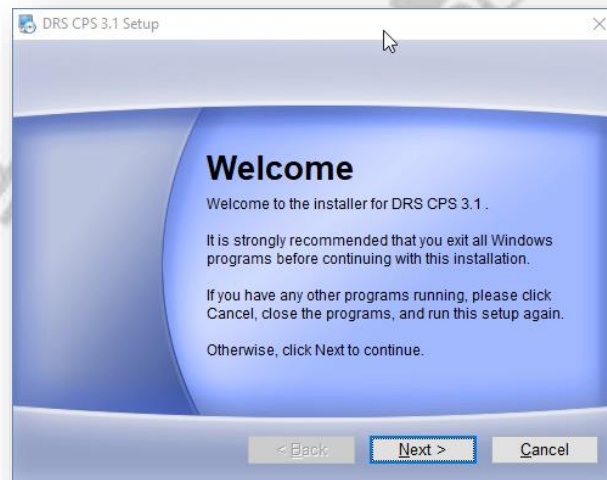 DRS CPS 3.1 Setup
Welcome
Welcome to the installer for DRS CPS 3.1 .
It is strongly recommended that you exit all Windows
programs before continuing with this installation.
If you have any other programs running, please click
Cancel, close the programs, and run this setup again.
Otherwise, click Next to continue.
< Back Next > Cancel